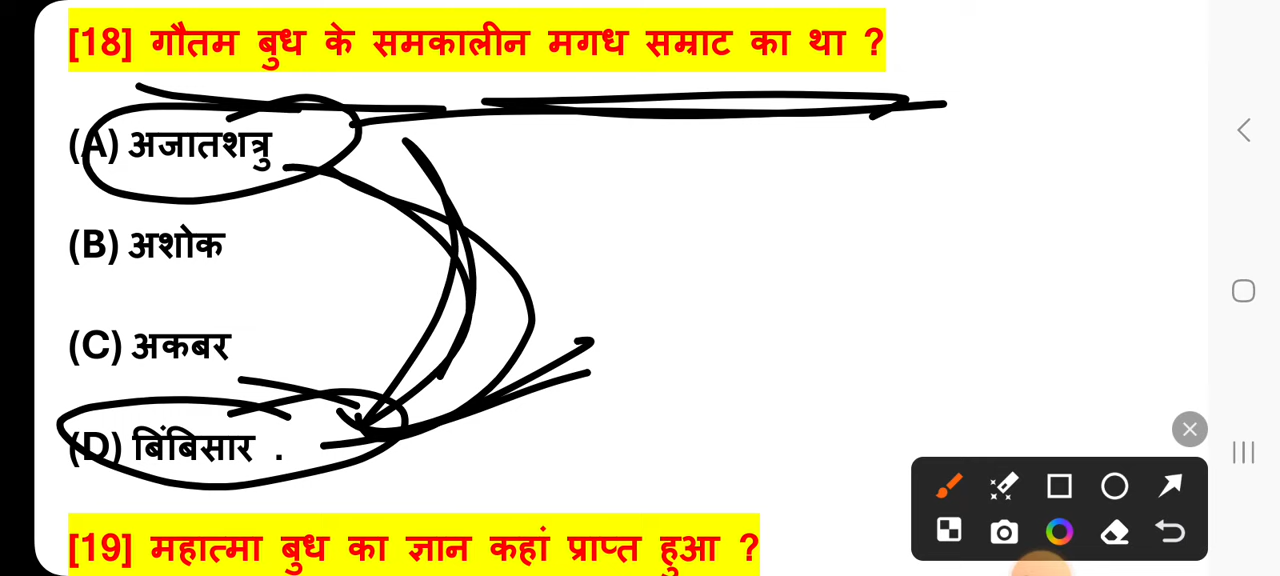 [18] गौतम बुध के समकालीन मगध सम्राट का था ?
(A) अजातशत्रु
(B) अशोक
(C) अकबर
(D) बिंबिसार .
[19] महात्मा बुध का ज्ञान कहां प्राप्त हुआ ?